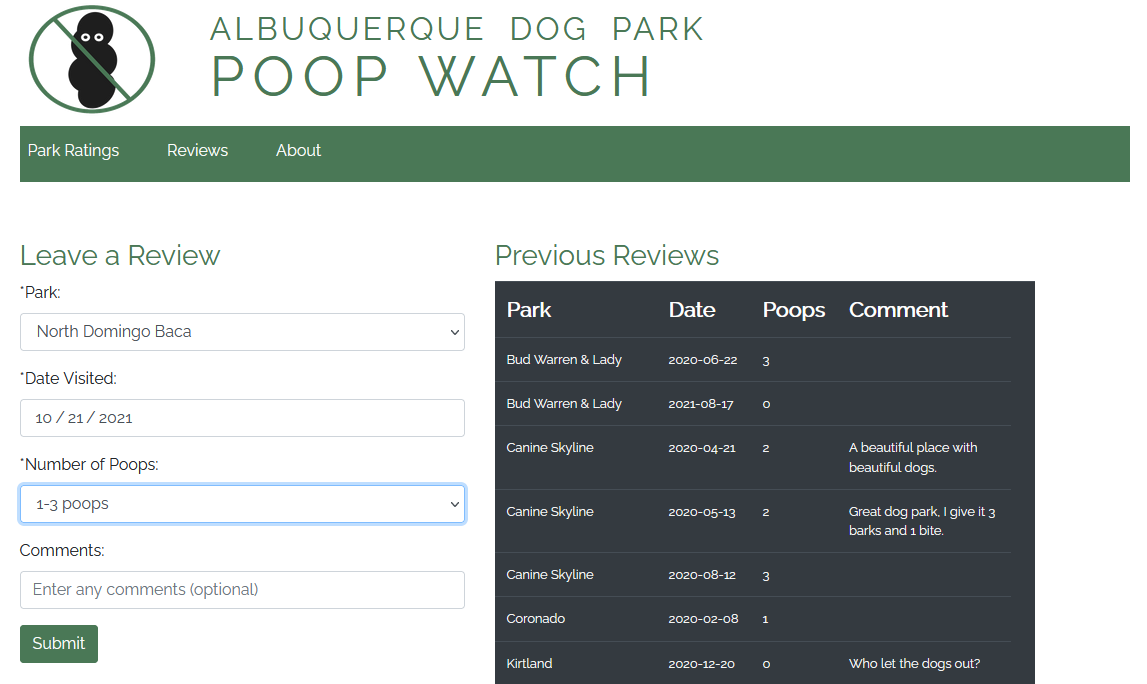 ALBUQUERQUE DOG PARK
POOP WATCH
Park Ratings Reviews About
Leave a Review
*Park:
North Domingo Baca
*Date Visited:
10 / 21 / 2021
*Number of Poops:
1-3 poops
Comments:
Enter any comments (optional)
Submit
Previous Reviews
Park Date Poops Comment
Bud Warren & Lady 2020-06-22 3
Bud Warren & Lady 2021-08-17 0
Canine Skyline 2020-04-21 2 A beautiful place with
beautiful dogs.
Canine Skyline 2020-05-13 2 Great dog park, I give it 3
barks and 1 bite.
Canine Skyline 2020-08-12 3
Coronado 2020-02-08 1
Kirtland 2020-12-20 0 Who let the dogs out?